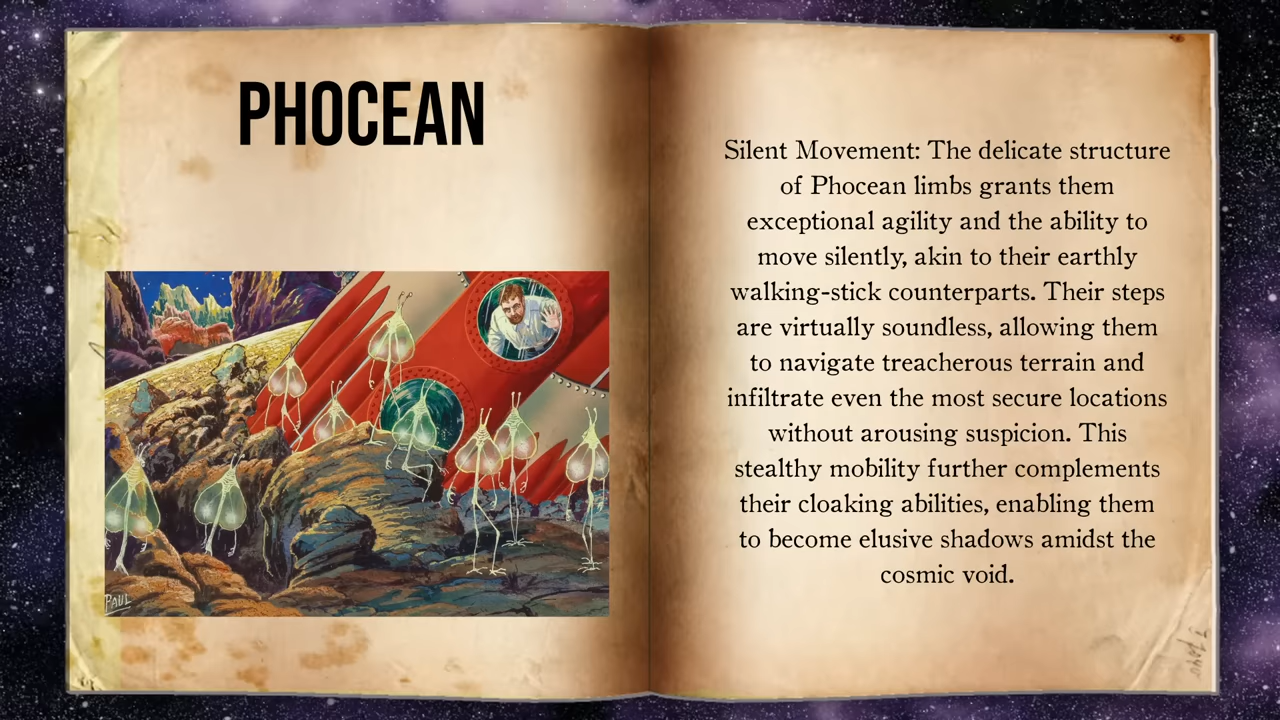 PHOCEAN
PAUL
Silent Movement: The delicate structure
of Phocean limbs grants them
exceptional agility and the ability to
move silently, akin to their earthly
walking-stick counterparts. Their steps
are virtually soundless, allowing them
to navigate treacherous terrain and
infiltrate even the most secure locations
without arousing suspicion. This
stealthy mobility further complements
their cloaking abilities, enabling them
to become elusive shadows amidst the
cosmic void.